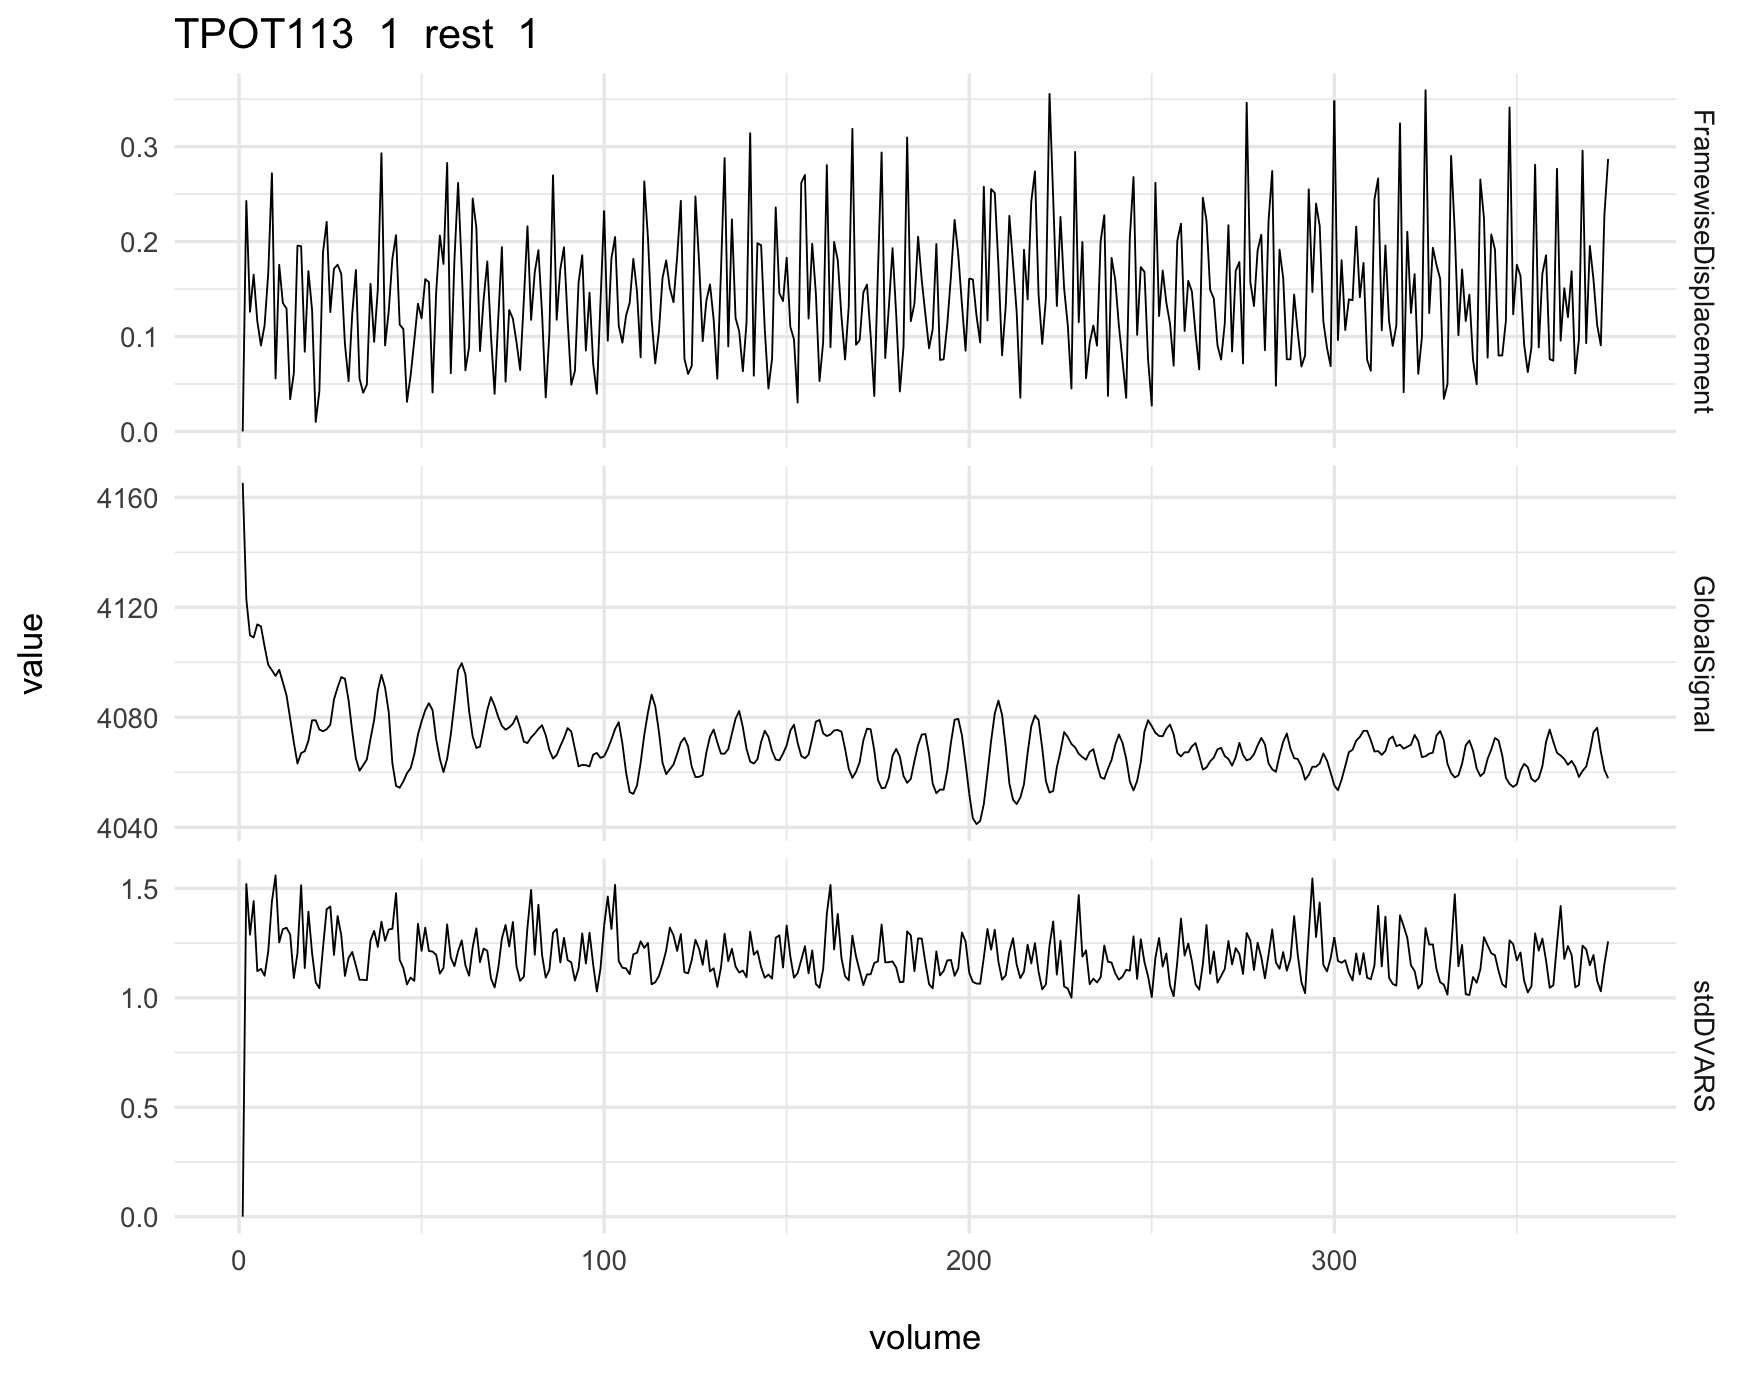 TPOT113 1 rest 1
0.3
0.2
0.1
0.0
FramewiseDisplacement
4160
4120
4080
4040
GlobalSignal
value
1.5
1.0
0.5
0.0
stdDVARS
0 100 200 300
volume